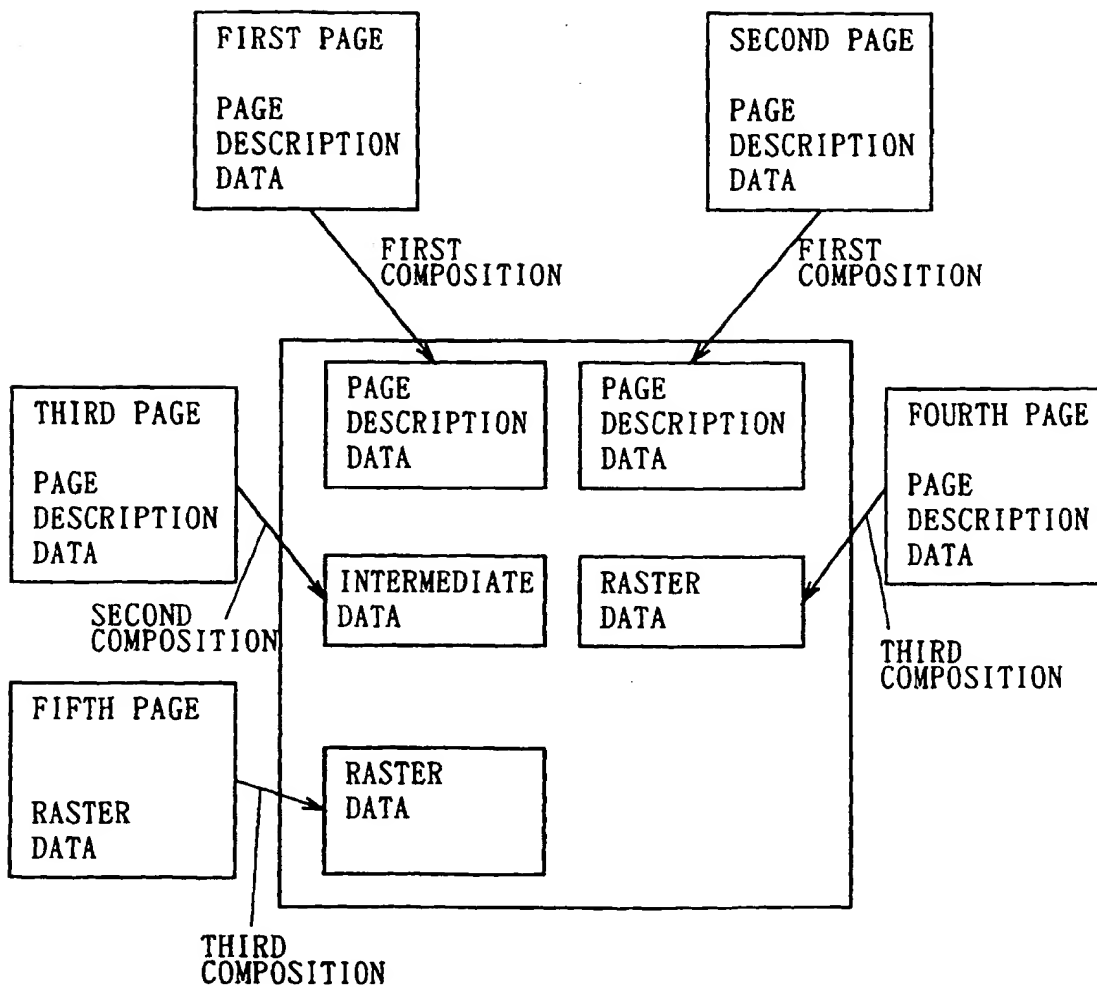 FIRST PAGE
PAGE
DESCRIPTION
DATA
SECOND PAGE
PAGE
DESCRIPTION
DATA
FIRST
COMPOSITION
FIRST
COMPOSITION
PAGE
DESCRIPTION
DATA
PAGE
DESCRIPTION
DATA
THIRD PAGE
PAGE
DESCRIPTION
DATA
FOURTH PAGE
PAGE
DESCRIPTION
DATA
INTERMEDIATE
DATA
RASTER
DATA
SECOND
COMPOSITION
THIRD
COMPOSITION
FIFTH PAGE
RASTER
DATA
RASTER
DATA
THIRD
COMPOSITION